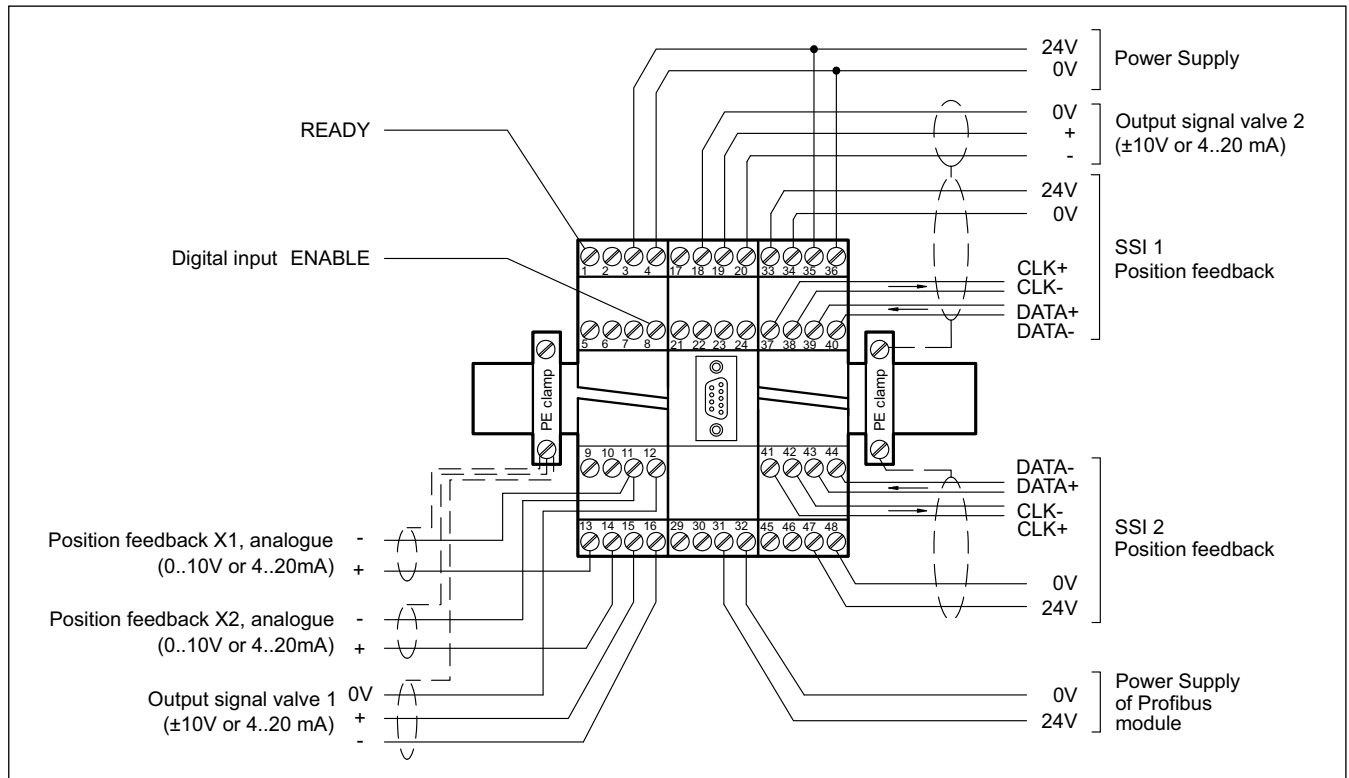 24V
0V
Power Supply
0V
+
-
Output signal valve 2
(±10V or 4..20 mA)
READY
24V
0V
SSI 1
Position feedback
Digital input ENABLE
1 2 3 4 17 18 19 20 33 34 35 36
CLK+
CLK-
DATA+
DATA-
5 6 7 8 21 22 23 24 37 38 39 40
PE clamp
PE clamp
9 10 11 12 41 42 43 44
DATA-
DATA+
CLK-
CLK+
SSI 2
Position feedback
13 14 15 16 29 30 31 32 45 46 47 48
0V
24V
Position feedback X1, analogue -
(0..10V or 4..20mA) +
Position feedback X2, analogue -
(0..10V or 4..20mA) +
Output signal valve 1 0V
(±10V or 4..20 mA) +
-
0V
24V
Power Supply
of Profibus
module